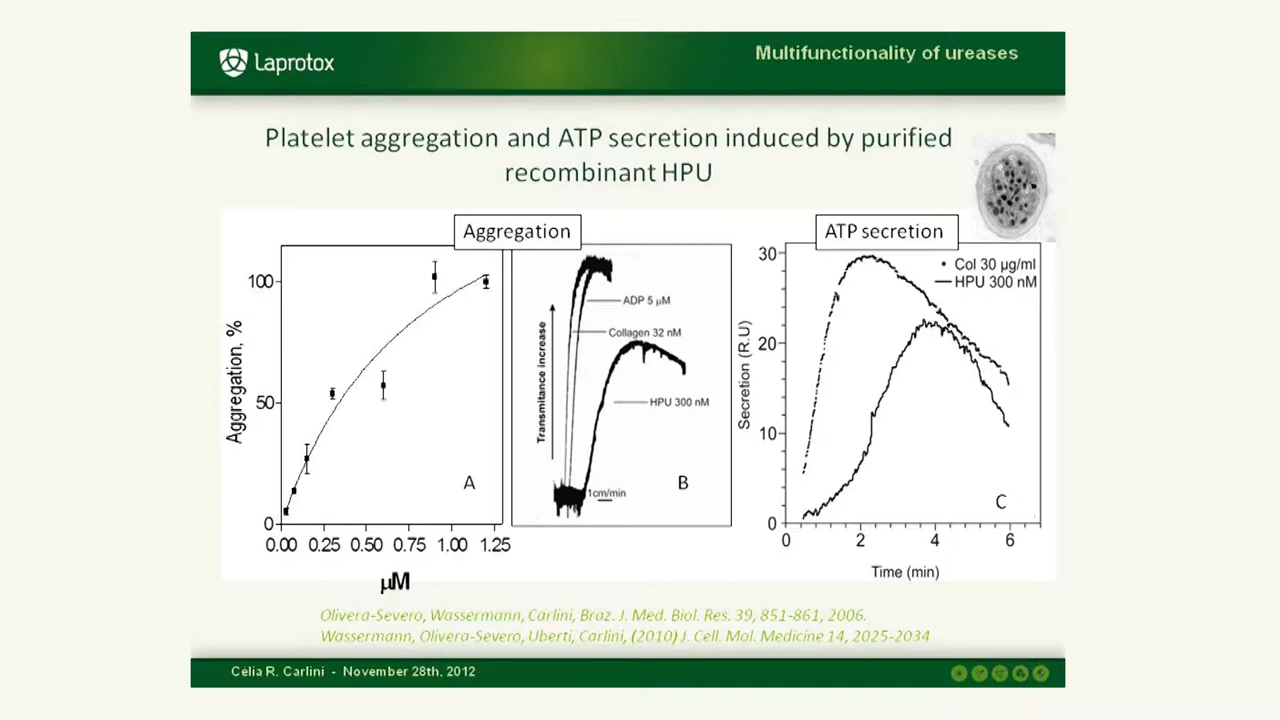 Laprotox
Multifunctionality of ureases
Platelet aggregation and ATP secretion induced by purified
recombinant HPU
Aggregation
ATP secretion
Aggregation, %
100
50
0
0.00 0.25 0.50 0.75 1.00 1.25
µM
A
Transmitance increase
ADP 5 µM
Collagen 32 nM
HPU 300 nM
1cm/min
B
Secretion (R.U)
30
20
10
0
0 2 4 6
Time (min)
Col 30 µg/ml
HPU 300 nM
C
Olivera-Severo, Wassermann, Carlini, Braz. J. Med. Biol. Res. 39, 851-861, 2006.
Wassermann, Olivera-Severo, Uberti, Carlini, (2010) J. Cell. Mol. Medicine 14, 2025-2034
Célia R. Carlini - November 28th, 2012